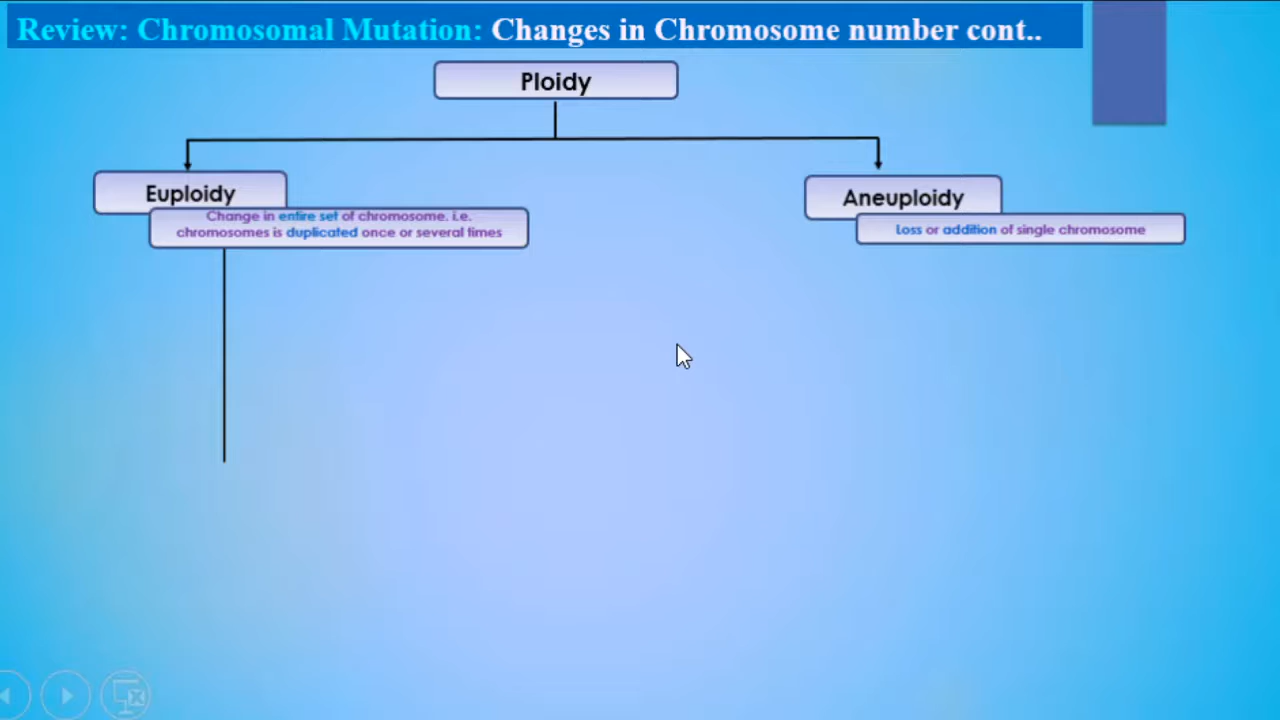 Review: Chromosomal Mutation: Changes in Chromosome number cont..
Ploidy
Euploidy
Change in entire set of chromosome. i.e.
chromosomes is duplicated once or several times
Aneuploidy
Loss or addition of single chromosome